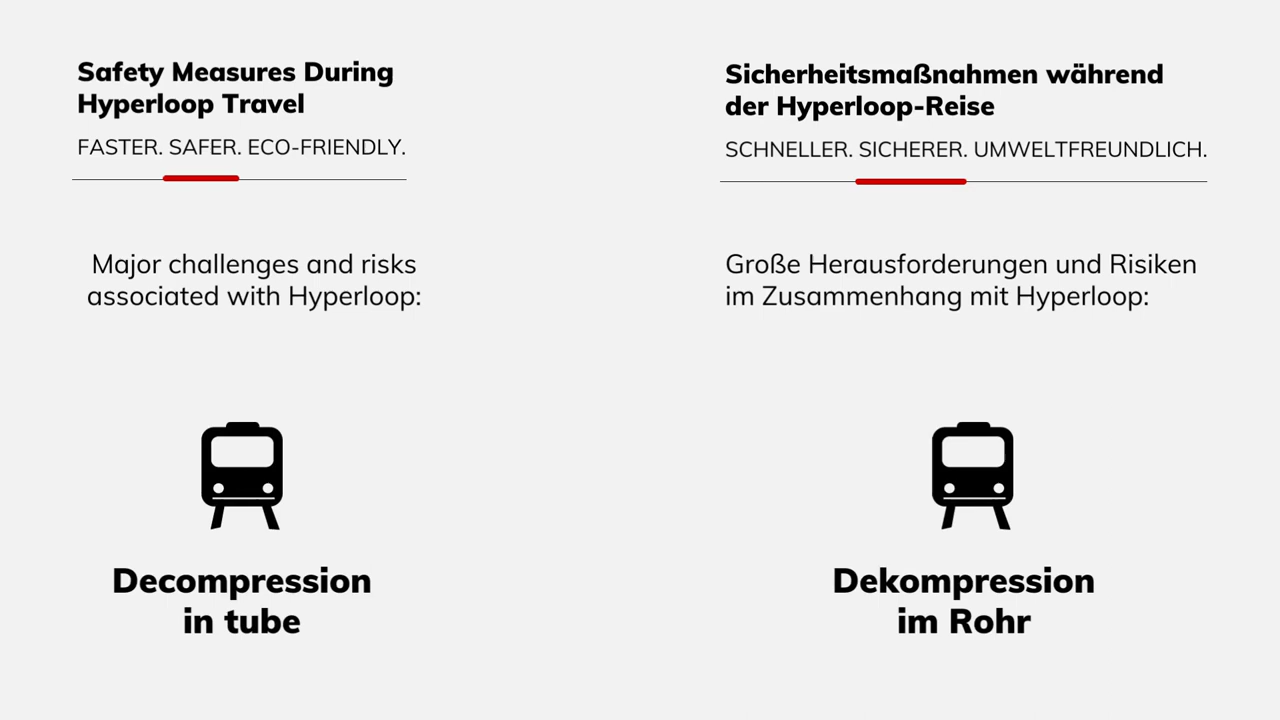 Safety Measures During
Hyperloop Travel
FASTER. SAFER. ECO-FRIENDLY.
Major challenges and risks
associated with Hyperloop:
Decompression
in tube
Sicherheitsmaßnahmen während
der Hyperloop-Reise
SCHNELLER. SICHERER. UMWELTFREUNDLICH.
Große Herausforderungen und Risiken
im Zusammenhang mit Hyperloop:
Dekompression
im Rohr